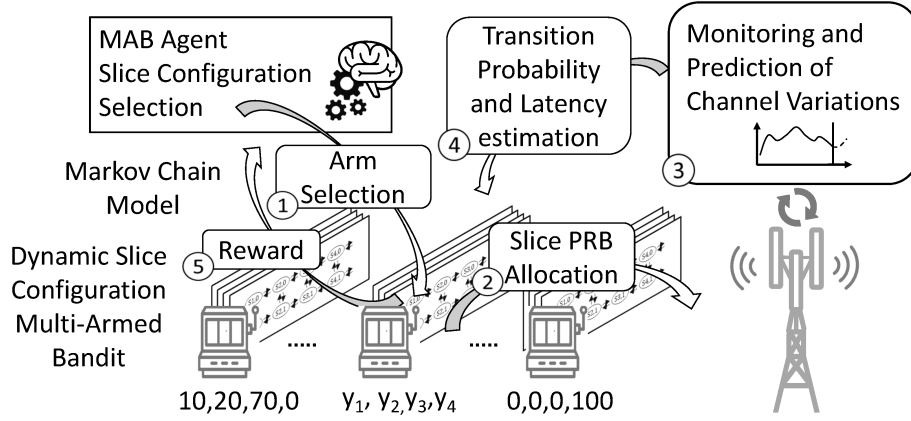 MAB Agent
Slice Configuration
Selection
Transition
Probability
and Latency
estimation
4
Monitoring and
Prediction of
Channel Variations
3
Markov Chain
Model
Arm
Selection
1
Reward
5
Slice PRB
Allocation
2
Dynamic Slice
Configuration
Multi-Armed
Bandit
.....
.....
10,20,70,0
y₁, y₂,y₃,y₄
0,0,0,100